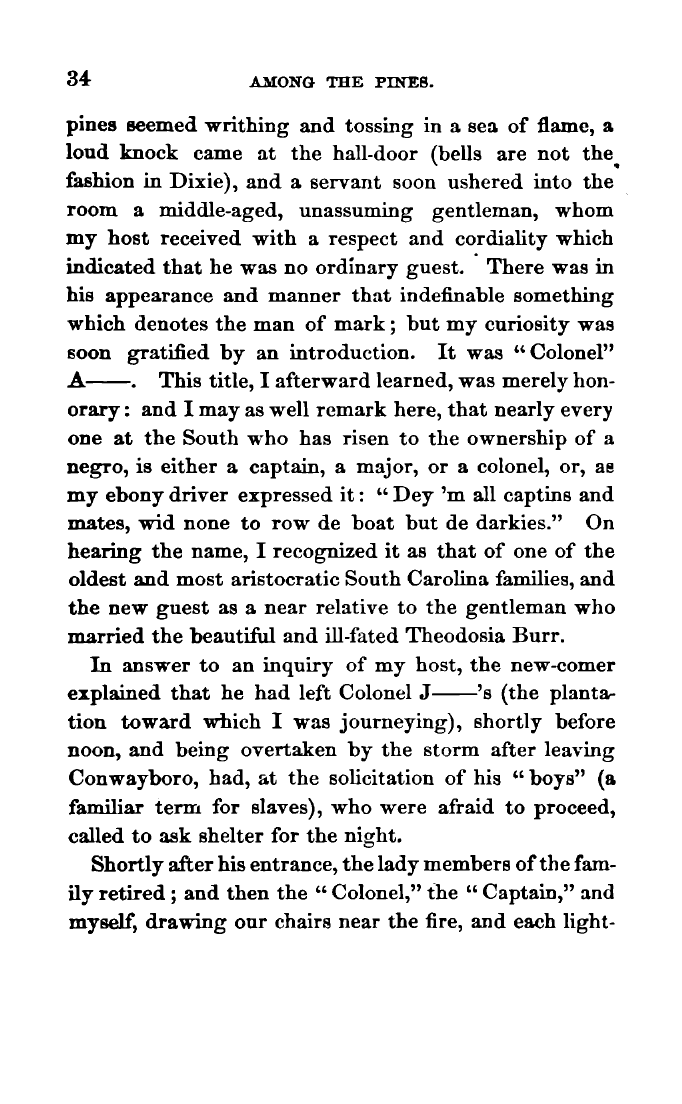 34 AMONG THE PINES.
pines seemed writhing and tossing in a sea of flame, a
loud knock came at the hall-door (bells are not the
fashion in Dixie), and a servant soon ushered into the
room a middle-aged, unassuming gentleman, whom
my host received with a respect and cordiality which
indicated that he was no ordinary guest. There was in
his appearance and manner that indefinable something
which denotes the man of mark; but my curiosity was
soon gratified by an introduction. It was "Colonel"
A——. This title, I afterward learned, was merely hon-
orary: and I may as well remark here, that nearly every
one at the South who has risen to the ownership of a
negro, is either a captain, a major, or a colonel, or, as
my ebony driver expressed it: "Dey 'm all captins and
mates, wid none to row de boat but de darkies." On
hearing the name, I recognized it as that of one of the
oldest and most aristocratic South Carolina families, and
the new guest as a near relative to the gentleman who
married the beautiful and ill-fated Theodosia Burr.
In answer to an inquiry of my host, the new-comer
explained that he had left Colonel J——'s (the planta-
tion toward which I was journeying), shortly before
noon, and being overtaken by the storm after leaving
Conwayboro, had, at the solicitation of his "boys" (a
familiar term for slaves), who were afraid to proceed,
called to ask shelter for the night.
Shortly after his entrance, the lady members of the fam-
ily retired; and then the "Colonel," the "Captain," and
myself, drawing our chairs near the fire, and each light-